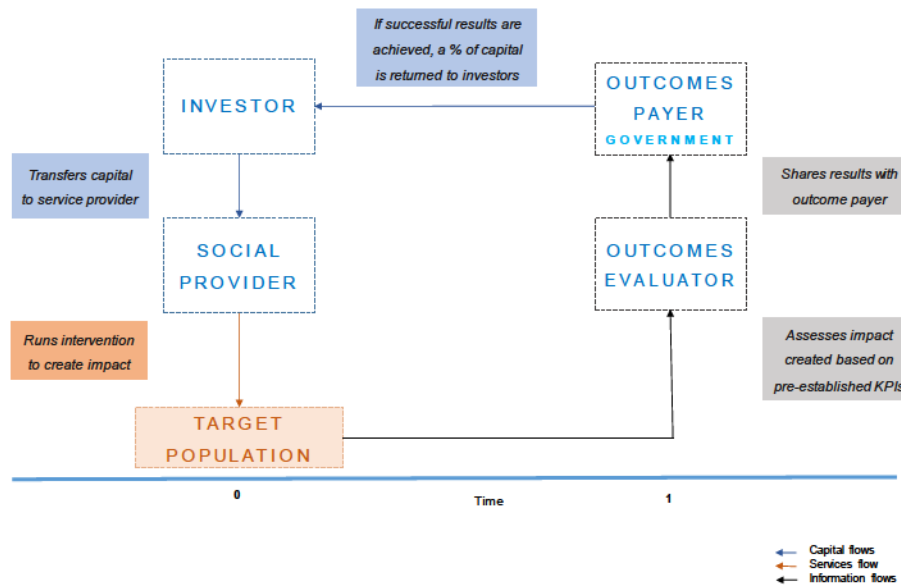 If successful results are
achieved, a % of capital
is returned to investors
INVESTOR
OUTCOMES
PAYER
GOVERNMENT
Transfers capital
to service provider
Shares results with
outcome payer
SOCIAL
PROVIDER
OUTCOMES
EVALUATOR
Runs intervention
to create impact
Assesses impact
created based on
pre-established KPIs
TARGET
POPULATION
0
Time
1
Capital flows
Services flow
Information flows